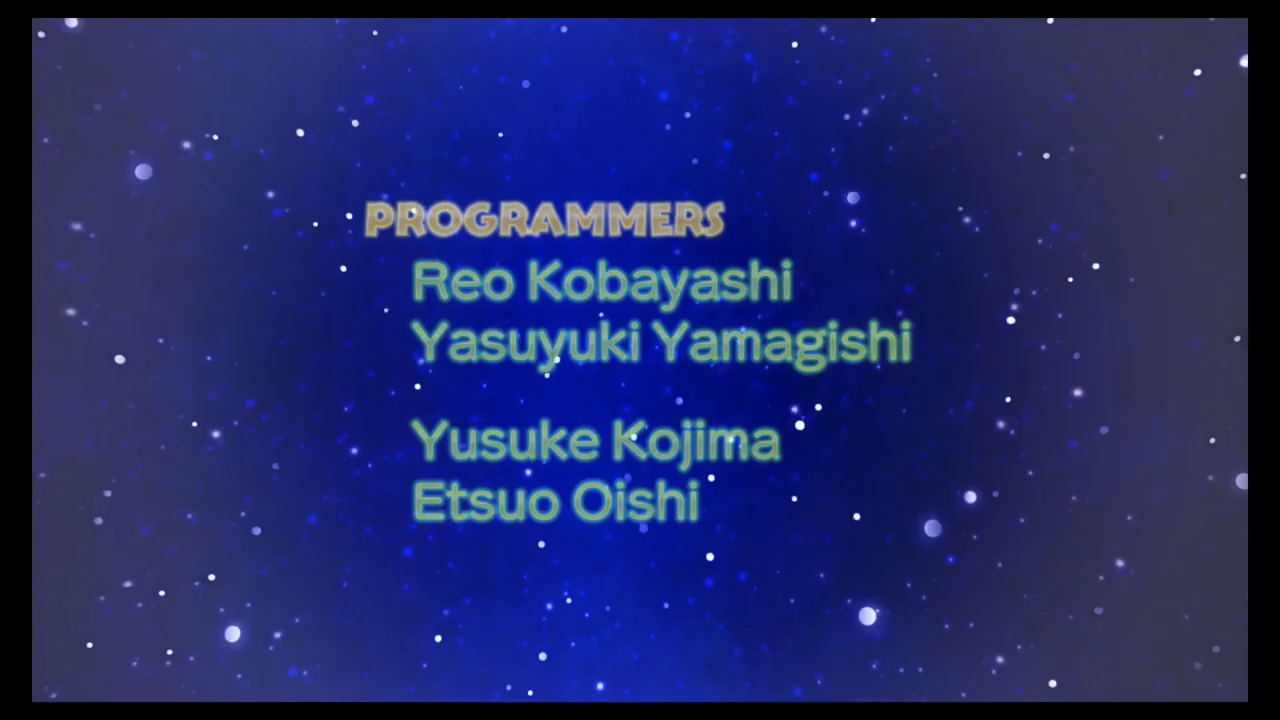 PROGRAMMERS
Reo Kobayashi
Yasuyuki Yamagishi
Yusuke Kojima
Etsuo Oishi